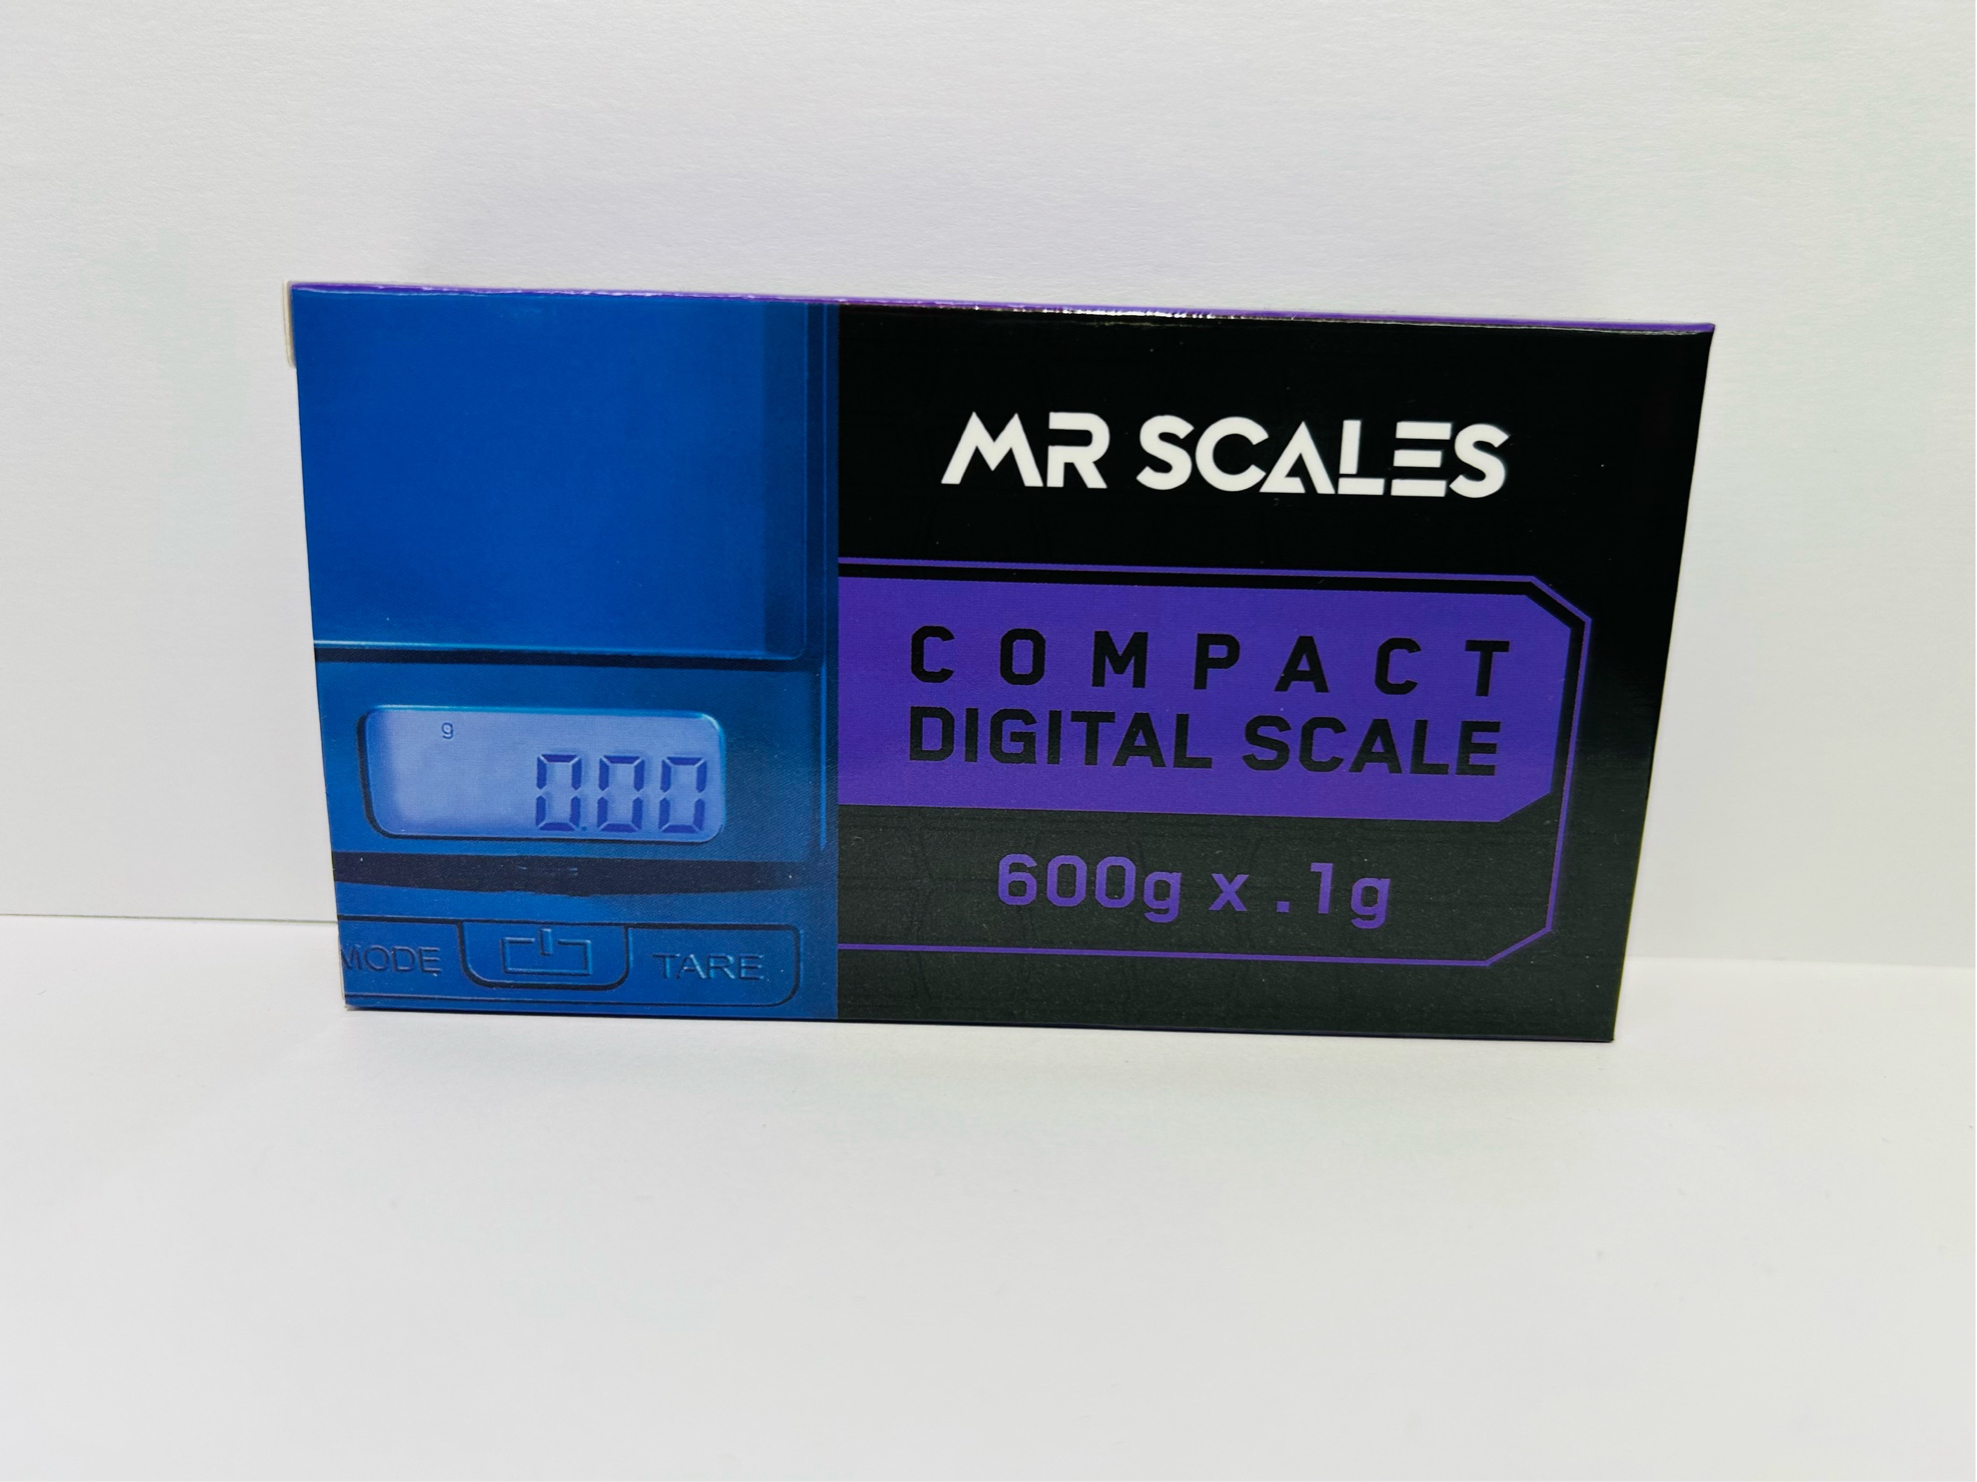 MR SCALES
COMPACT
DIGITAL SCALE
600g x .1g
g
0.00
MODE
TARE